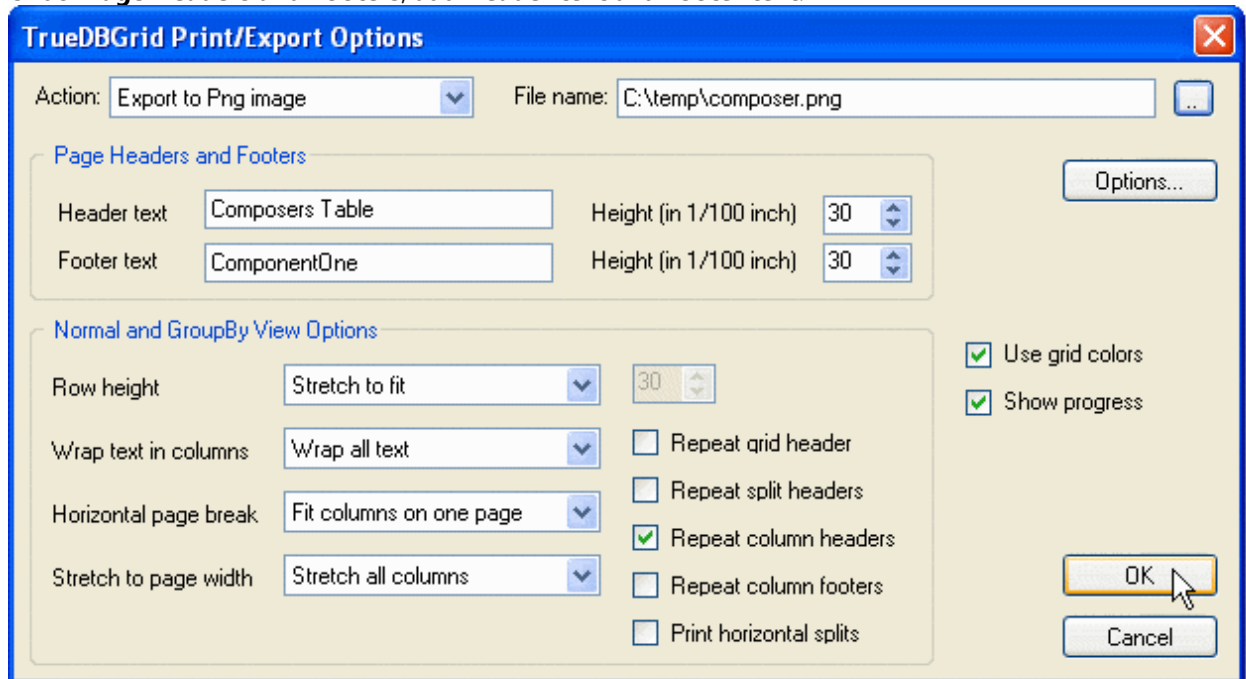 TrueDBGrid Print/Export Options
Action: Export to Png image File name: C:\temp\composer.png ..
Page Headers and Footers
Options...
Header text Composers Table Height (in 1/100 inch) 30
Footer text ComponentOne Height (in 1/100 inch) 30
Normal and GroupBy View Options
Use grid colors
Row height Stretch to fit 30
Show progress
Wrap text in columns Wrap all text Repeat grid header
Repeat split headers
Horizontal page break Fit columns on one page
Repeat column headers
Stretch to page width Stretch all columns Repeat column footers OK
Print horizontal splits Cancel